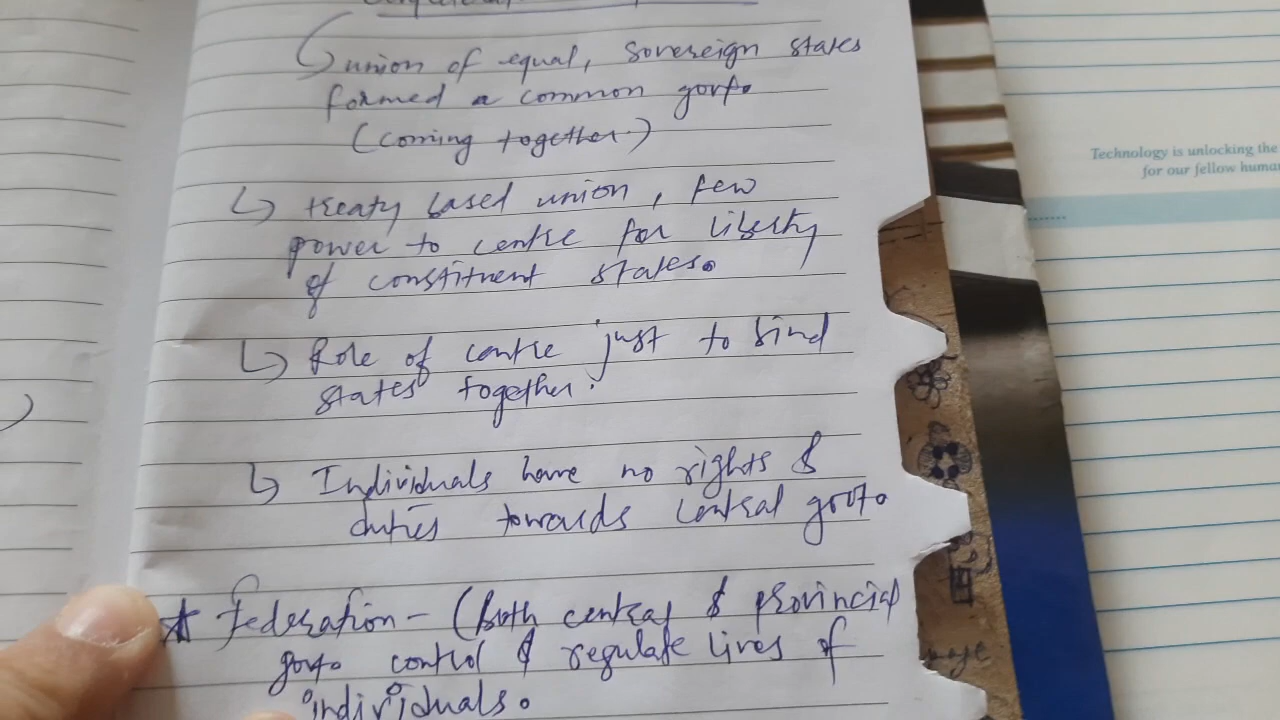 union of equal, sovereign states
formed a common govt.
(coming together.)
↳ treaty based union, few
power to centre for liberty
of constituent states.
↳ Role of centre just to bind
states together.
↳ Individuals have no rights &
duties towards central govt.
★ Federation - (both central & provincial
govt. control & regulate lives of
individuals.
Technology is unlocking the
for our fellow huma